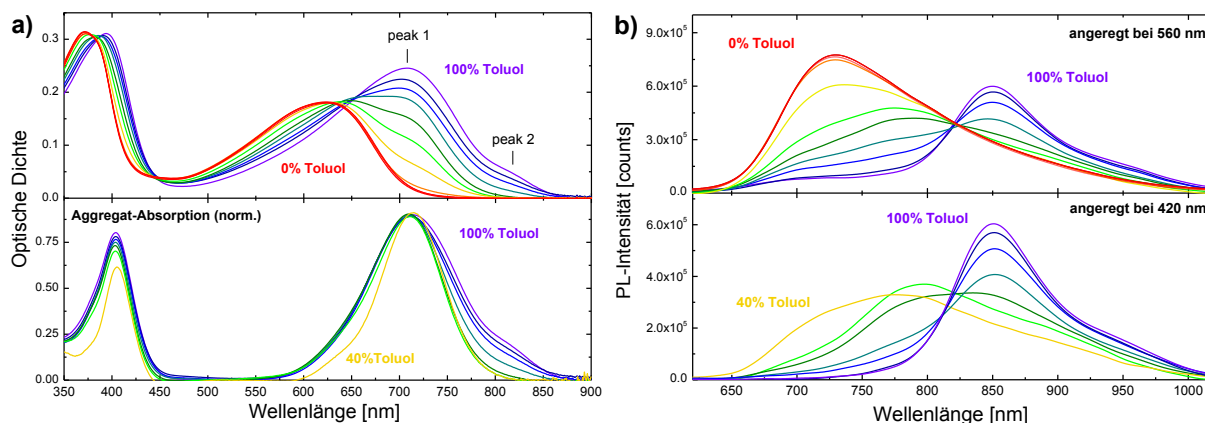 a)
Optische Dichte
0.3
0.2
0.1
0.0
peak 1
100% Toluol
peak 2
0% Toluol
Aggregat-Absorption (norm.)
0.75
0.50
0.25
0.00
100% Toluol
40%Toluol
350 400 450 500 550 600 650 700 750 800 850 900
Wellenlänge [nm]
b)
PL-Intensität [counts]
9.0x10⁵
6.0x10⁵
3.0x10⁵
0.0
0% Toluol
angeregt bei 560 nm
100% Toluol
6.0x10⁵
4.0x10⁵
2.0x10⁵
0.0
angeregt bei 420 nm
100% Toluol
40% Toluol
650 700 750 800 850 900 950 1000
Wellenlänge [nm]